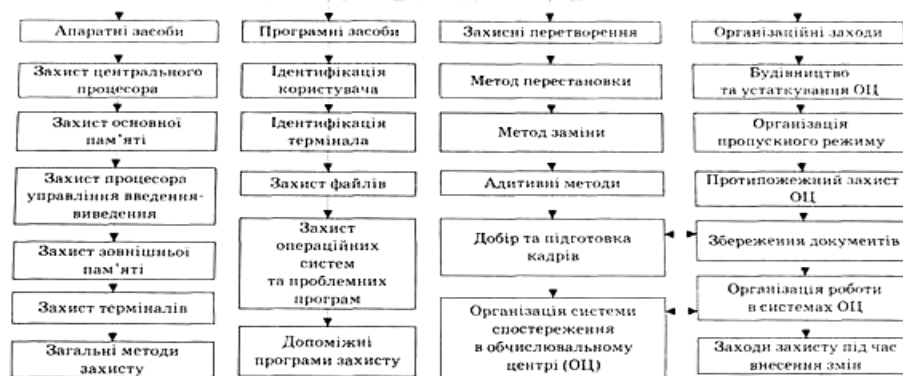 Апаратні засоби
Захист центрального
процесора
Захист основної
пам'яті
Захист процесора
управління введення-
виведення
Захист зовнішньої
пам'яті
Захист терміналів
Загальні методи
захисту
Програмні засоби
Ідентифікація
користувача
Ідентифікація
термінала
Захист файлів
Захист
операційних
систем
та проблемних
програм
Допоміжні
програми захисту
Захисні перетворення
Метод перестановки
Метод заміни
Адитивні методи
Добір та підготовка
кадрів
Організація системи
спостереження
в обчислювальному
центрі (ОЦ)
Організаційні заходи
Будівництво
та устаткування ОЦ
Організація
пропускного режиму
Протипожежний захист
ОЦ
Збереження документів
Організація роботи
в системах ОЦ
Заходи захисту під час
внесення змін